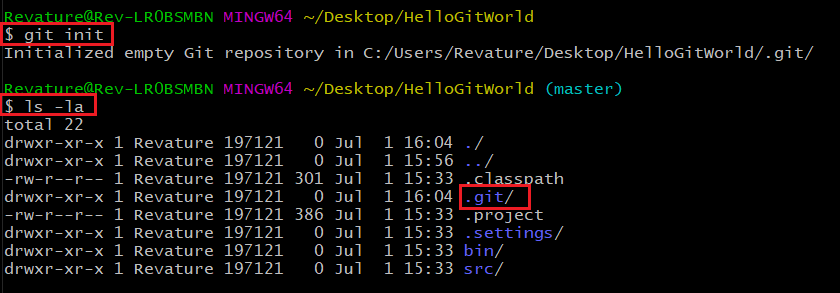 Revature@Rev-LROBSMBN MINGW64 ~/Desktop/HelloGitWorld
$ git init
Initialized empty Git repository in C:/Users/Revature/Desktop/HelloGitWorld/.git/
Revature@Rev-LROBSMBN MINGW64 ~/Desktop/HelloGitWorld (master)
$ ls -la
total 22
drwxr-xr-x 1 Revature 197121   0 Jul  1 16:04 ./
drwxr-xr-x 1 Revature 197121   0 Jul  1 15:56 ../
-rw-r--r-- 1 Revature 197121 301 Jul  1 15:33 .classpath
drwxr-xr-x 1 Revature 197121   0 Jul  1 16:04 .git/
-rw-r--r-- 1 Revature 197121 386 Jul  1 15:33 .project
drwxr-xr-x 1 Revature 197121   0 Jul  1 15:33 .settings/
drwxr-xr-x 1 Revature 197121   0 Jul  1 15:33 bin/
drwxr-xr-x 1 Revature 197121   0 Jul  1 15:33 src/